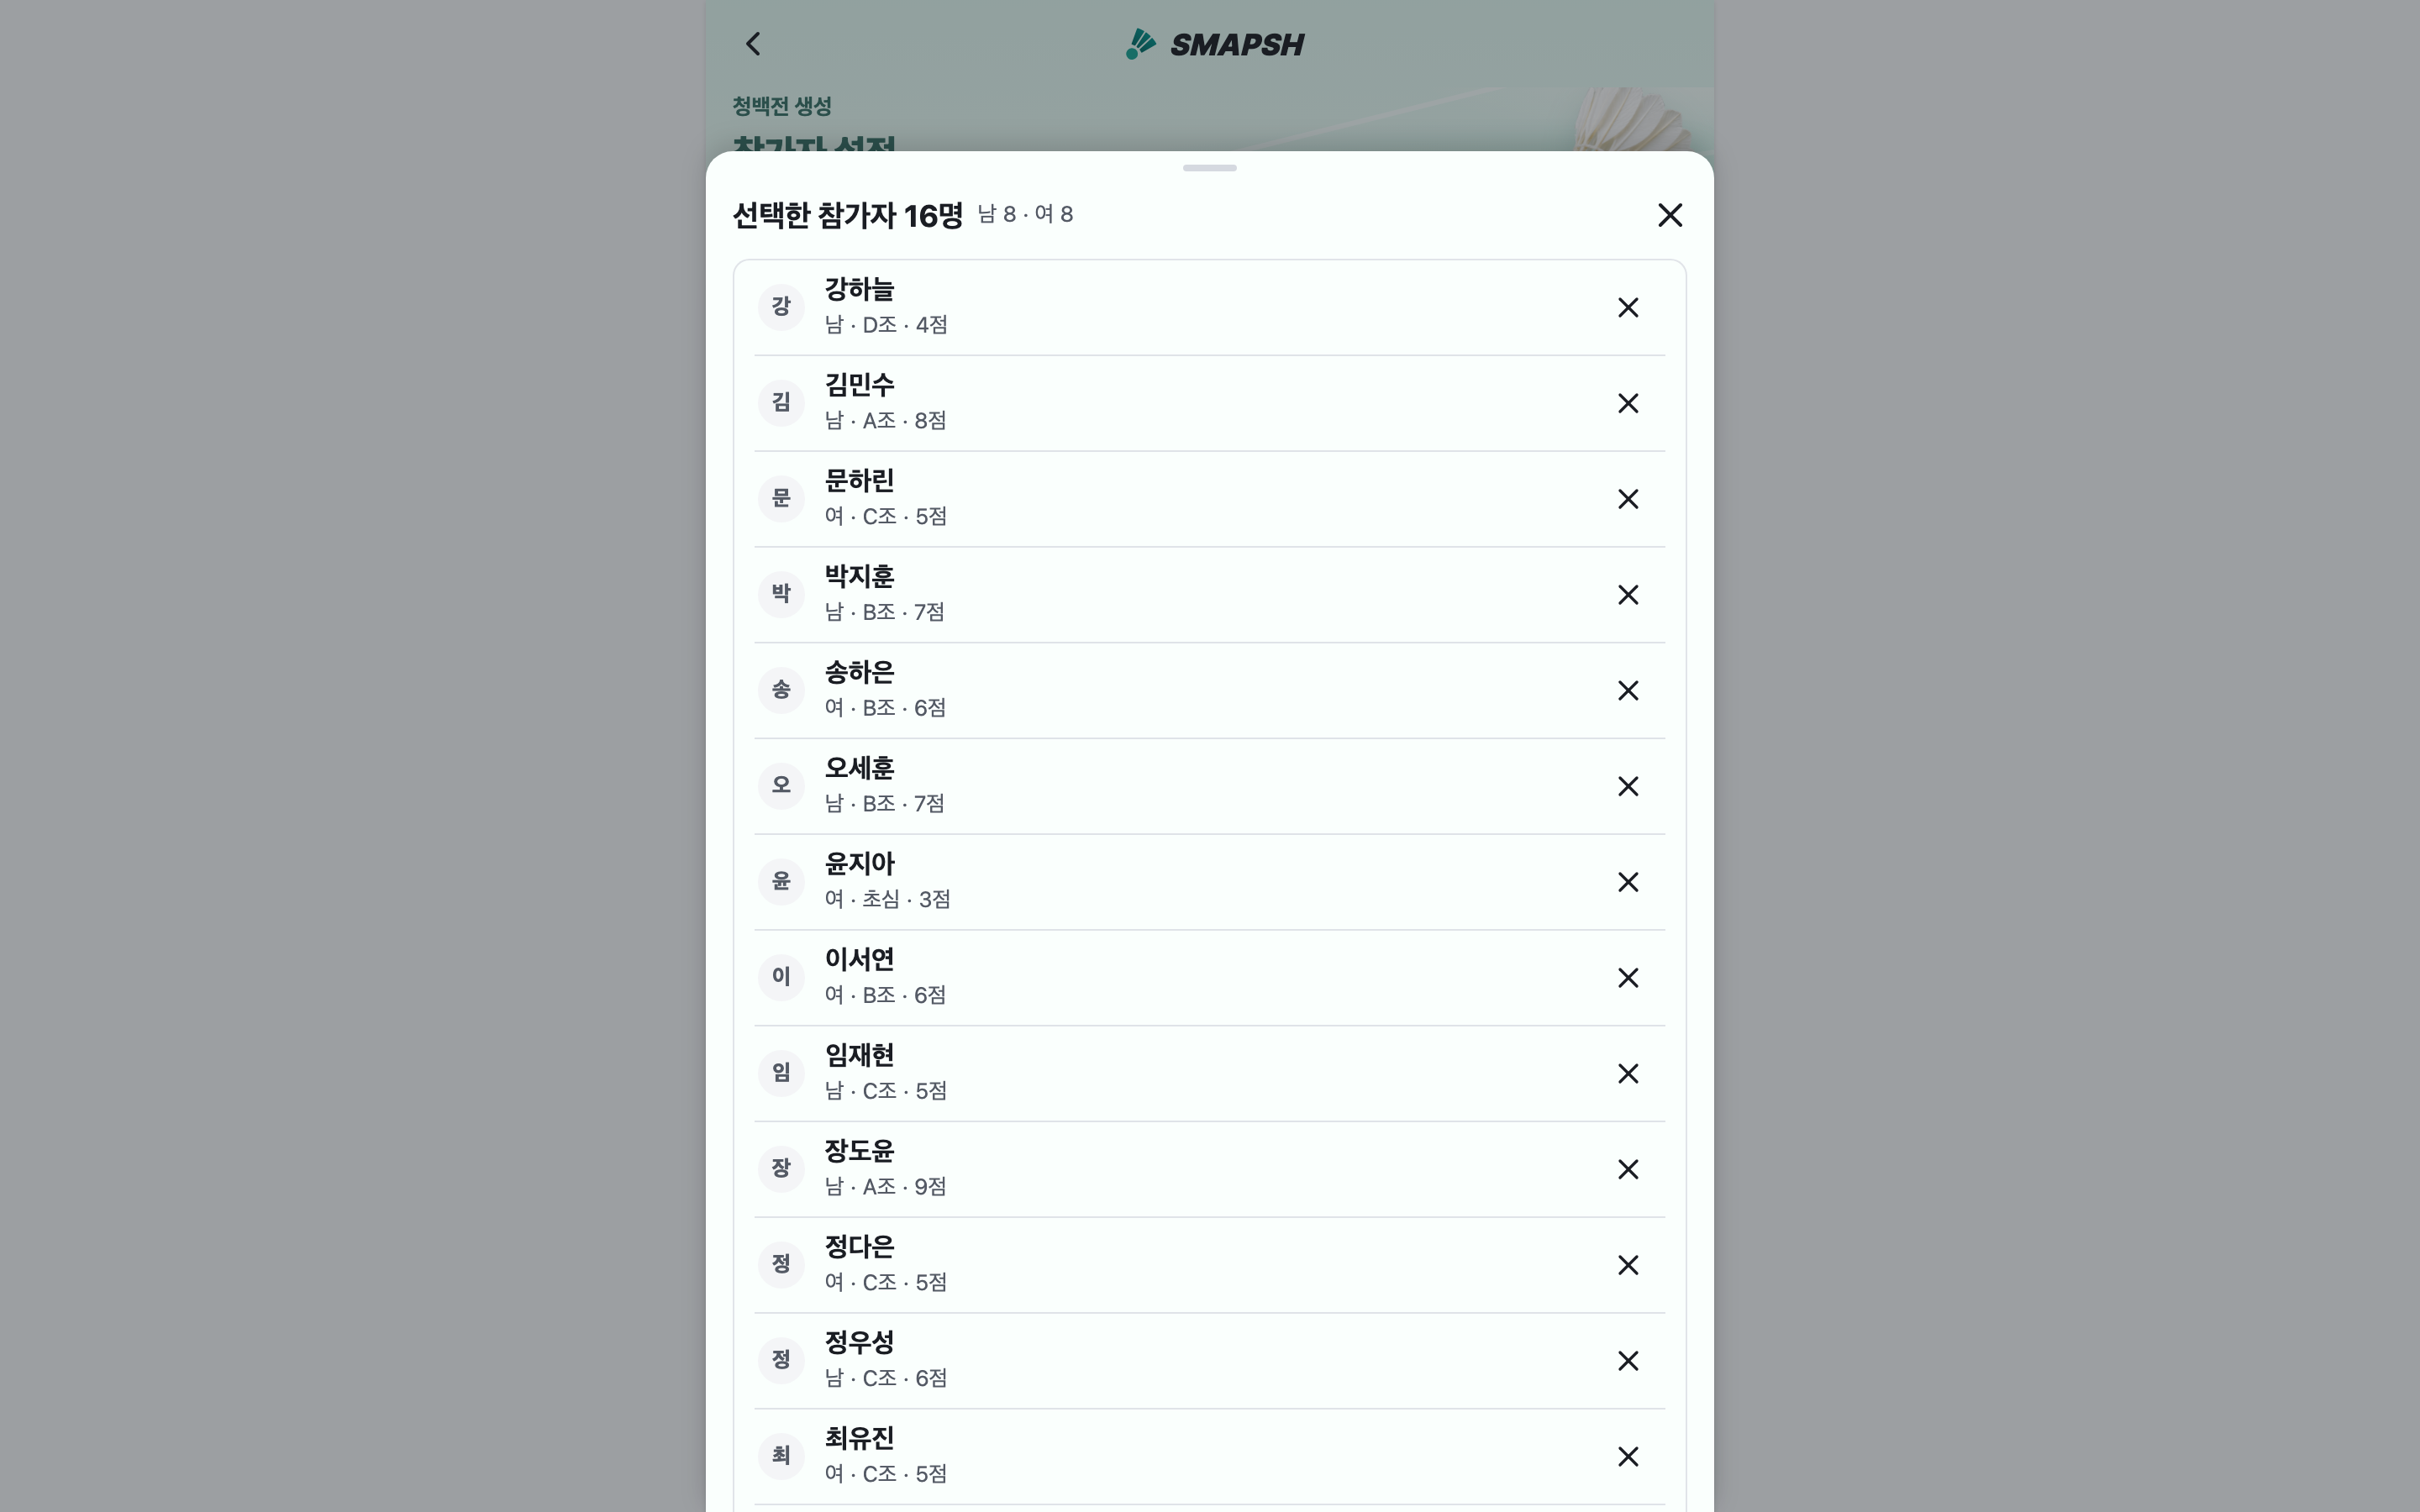 SMAPSH
청백전 생성
참가자 설정
선택한 참가자 16명 남 8 · 여 8
강 강하늘
남 · D조 · 4점
김 김민수
남 · A조 · 8점
문 문하린
여 · C조 · 5점
박 박지훈
남 · B조 · 7점
송 송하은
여 · B조 · 6점
오 오세훈
남 · B조 · 7점
윤 윤지아
여 · 초심 · 3점
이 이서연
여 · B조 · 6점
임 임재현
남 · C조 · 5점
장 장도윤
남 · A조 · 9점
정 정다은
여 · C조 · 5점
정 정우성
남 · C조 · 6점
최 최유진
여 · C조 · 5점